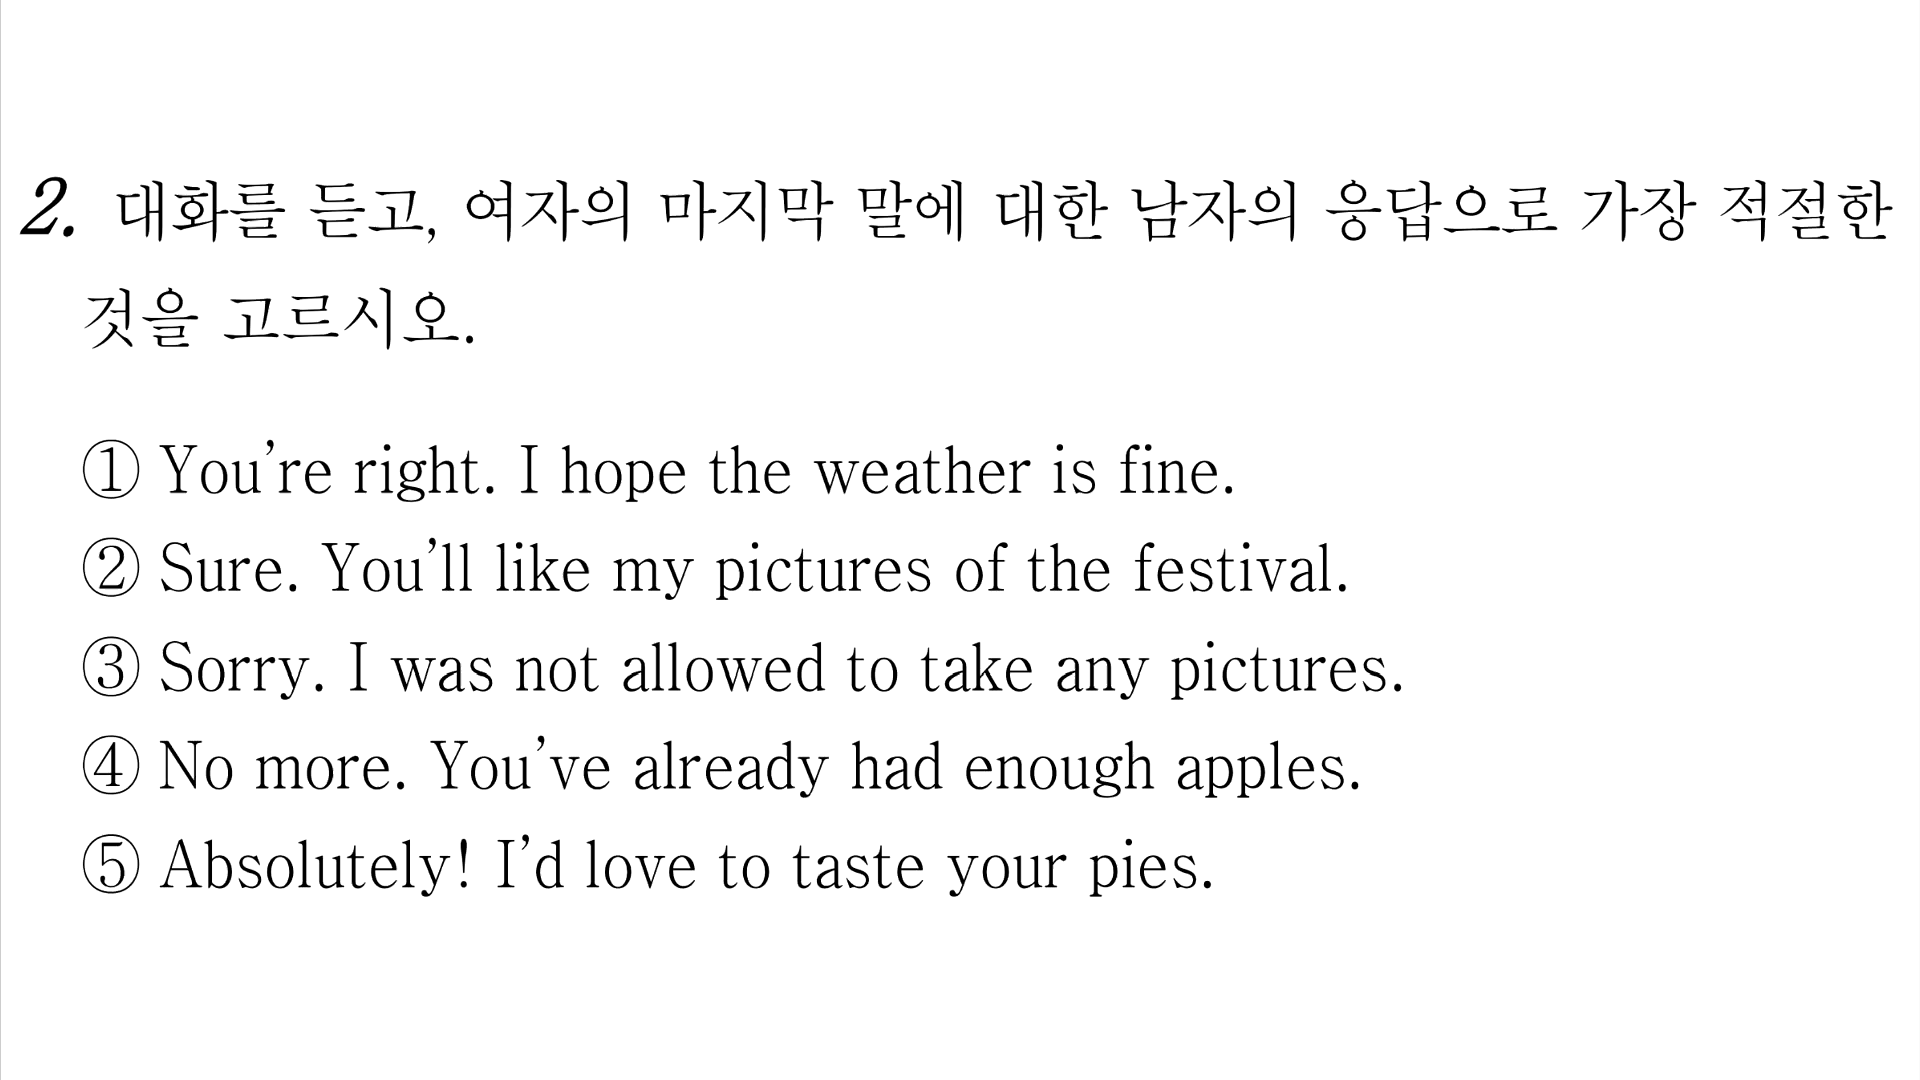 2. 대화를 듣고, 여자의 마지막 말에 대한 남자의 응답으로 가장 적절한
것을 고르시오.
① You’re right. I hope the weather is fine.
② Sure. You’ll like my pictures of the festival.
③ Sorry. I was not allowed to take any pictures.
④ No more. You’ve already had enough apples.
⑤ Absolutely! I’d love to taste your pies.